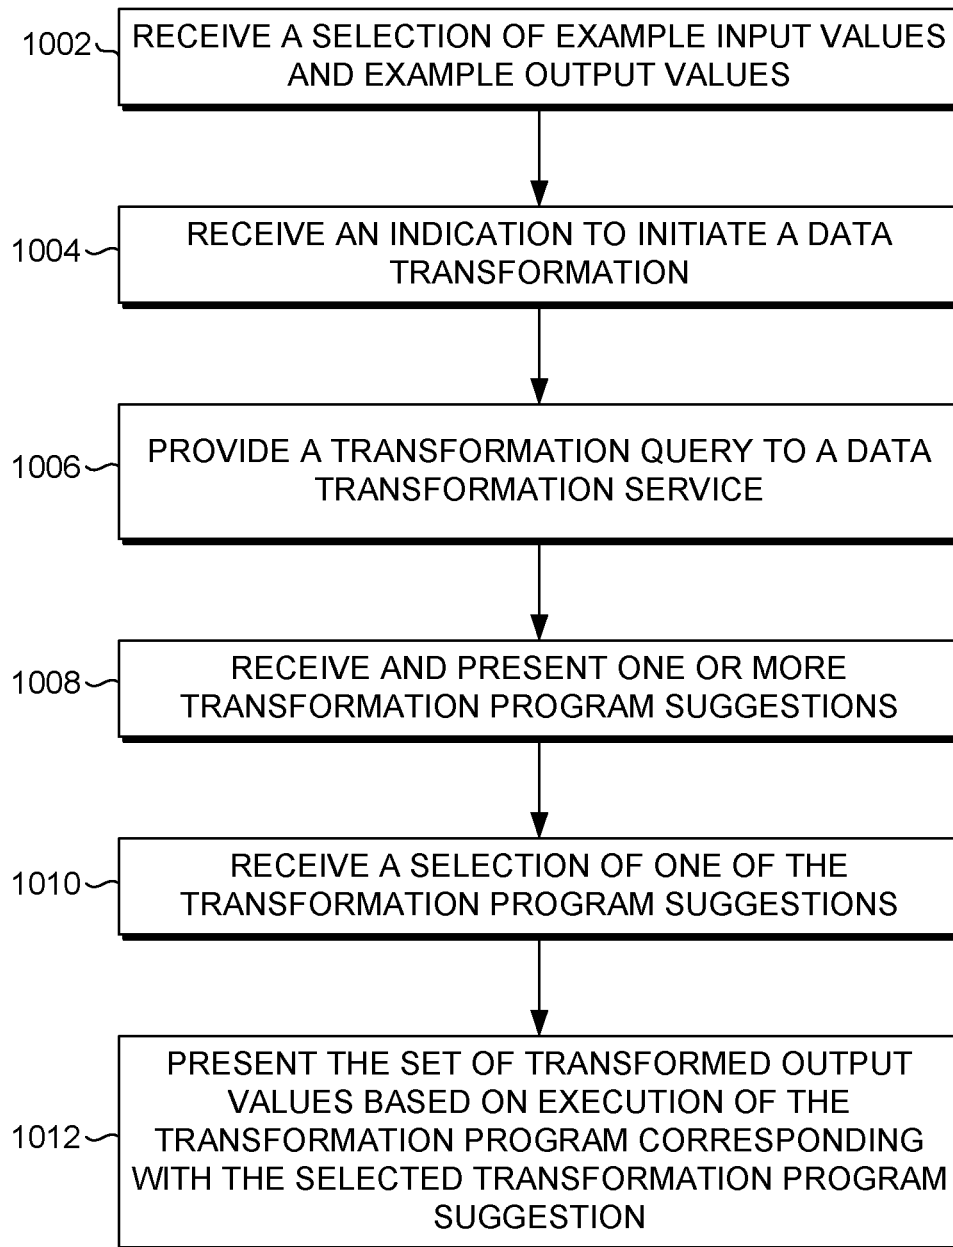 1002
RECEIVE A SELECTION OF EXAMPLE INPUT VALUES
AND EXAMPLE OUTPUT VALUES
1004
RECEIVE AN INDICATION TO INITIATE A DATA
TRANSFORMATION
1006
PROVIDE A TRANSFORMATION QUERY TO A DATA
TRANSFORMATION SERVICE
1008
RECEIVE AND PRESENT ONE OR MORE
TRANSFORMATION PROGRAM SUGGESTIONS
1010
RECEIVE A SELECTION OF ONE OF THE
TRANSFORMATION PROGRAM SUGGESTIONS
1012
PRESENT THE SET OF TRANSFORMED OUTPUT
VALUES BASED ON EXECUTION OF THE
TRANSFORMATION PROGRAM CORRESPONDING
WITH THE SELECTED TRANSFORMATION PROGRAM
SUGGESTION